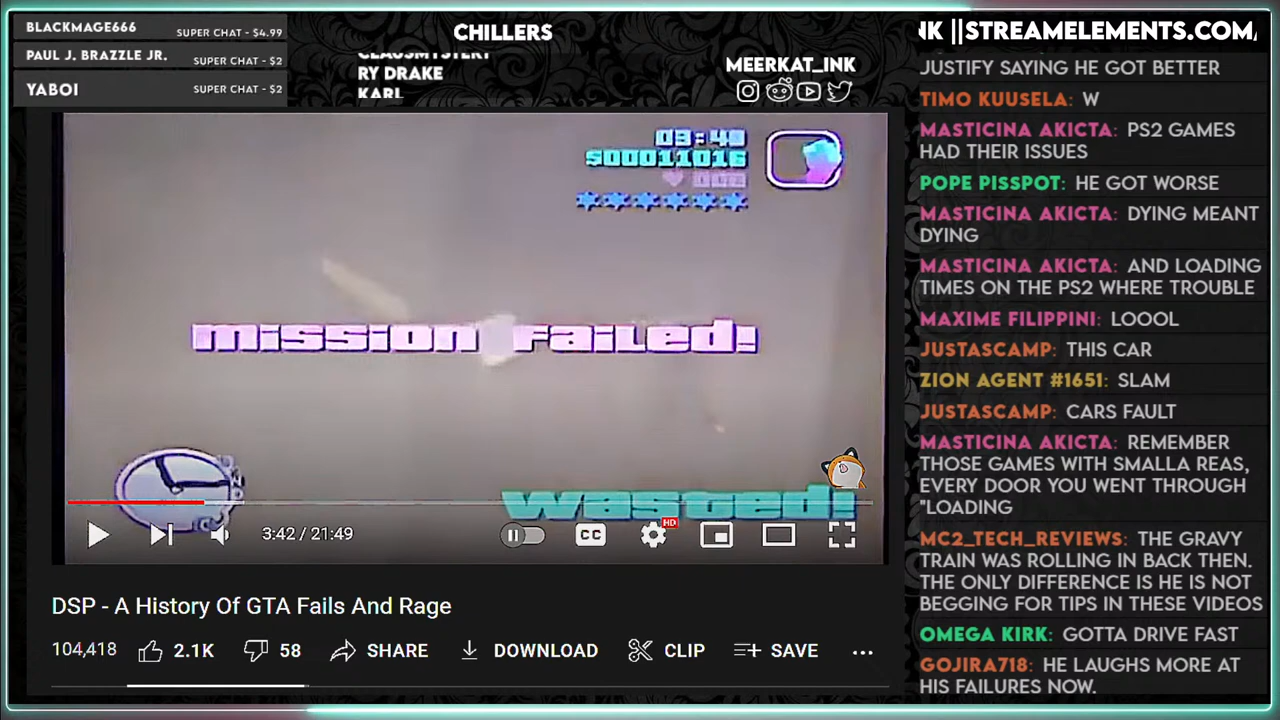 BLACKMAGE666
SUPER CHAT - $4.99
PAUL J. BRAZZLE JR.
SUPER CHAT - $2
YABOI
SUPER CHAT - $2
CHILLERS
CLAUSMYSTERY
RY DRAKE
KARL
MEERKAT_INK
NK ||STREAMELEMENTS.COM/
JUSTIFY SAYING HE GOT BETTER
TIMO KUUSELA: W
MASTICINA AKICTA: PS2 GAMES
HAD THEIR ISSUES
POPE PISSPOT: HE GOT WORSE
MASTICINA AKICTA: DYING MEANT
DYING
MASTICINA AKICTA: AND LOADING
TIMES ON THE PS2 WHERE TROUBLE
MAXIME FILIPPINI: LOOOL
JUSTASCAMP: THIS CAR
ZION AGENT #1651: SLAM
JUSTASCAMP: CARS FAULT
MASTICINA AKICTA: REMEMBER
THOSE GAMES WITH SMALLA REAS,
EVERY DOOR YOU WENT THROUGH
"LOADING
MC2_TECH_REVIEWS: THE GRAVY
TRAIN WAS ROLLING IN BACK THEN.
THE ONLY DIFFERENCE IS HE IS NOT
BEGGING FOR TIPS IN THESE VIDEOS
OMEGA KIRK: GOTTA DRIVE FAST
GOJIRA718: HE LAUGHS MORE AT
HIS FAILURES NOW.
09:40
$00011016
mission failed!
wasted!
3:42 / 21:49
CC
HD
DSP - A History Of GTA Fails And Rage
104,418
2.1K
58
SHARE
DOWNLOAD
CLIP
SAVE